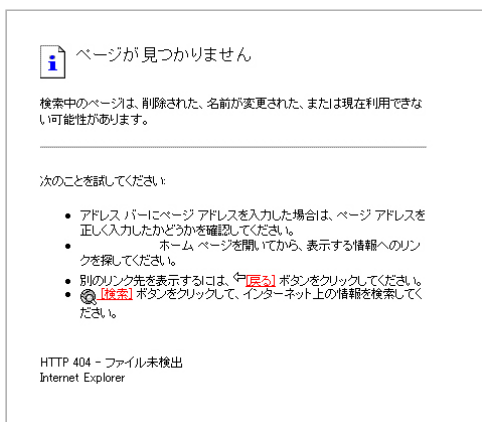 ページが見つかりません
検索中のページは、削除された、名前が変更された、または現在利用できな
い可能性があります。
次のことを試してください:
アドレス バーにページ アドレスを入力した場合は、ページ アドレスを
正しく入力したかどうかを確認してください。
ホーム ページを開いてから、表示する情報へのリン
クを探してください。
別のリンク先を表示するには、[戻る] ボタンをクリックしてください。
[検索] ボタンをクリックして、インターネット上の情報を検索してく
ださい。
HTTP 404 - ファイル未検出
Internet Explorer